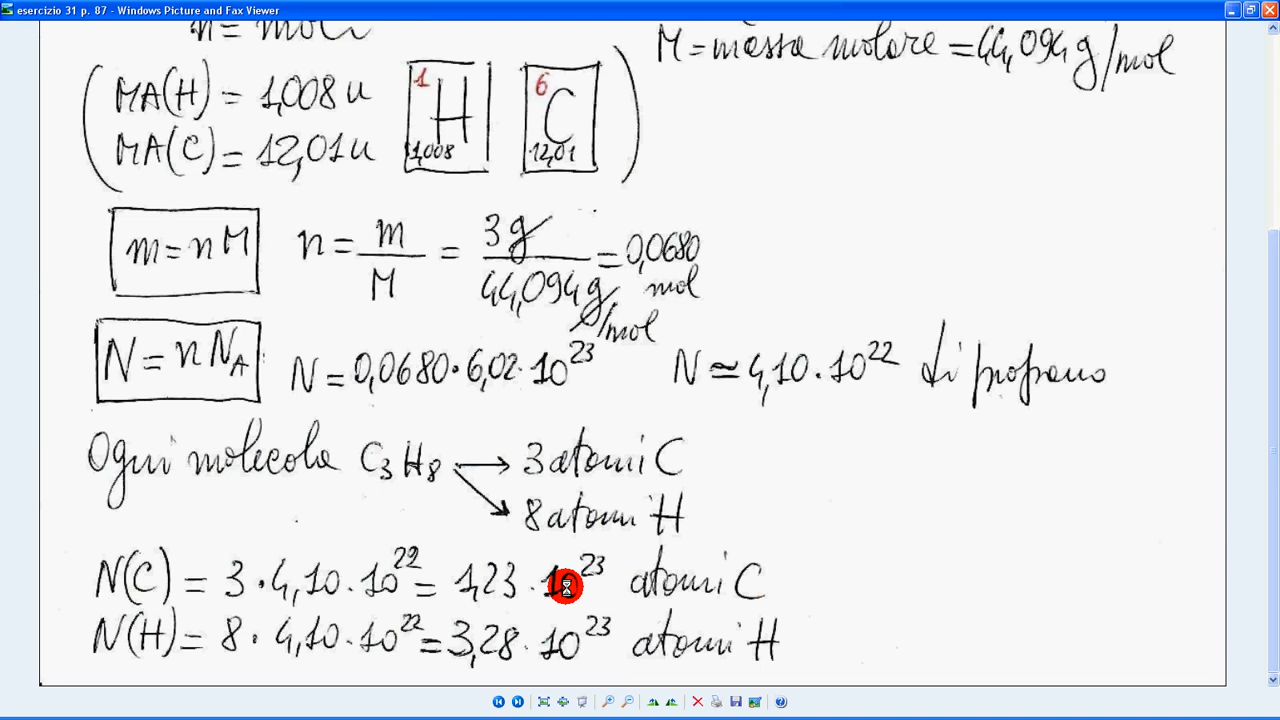 esercizio 31 p. 87 - Windows Picture and Fax Viewer
n = moli
M = massa molare = 44,094 g/mol
MA(H) = 1,008 u
1 H 1,008
6 C 12,01
MA(C) = 12,01 u
m = n M
n = m/M = 3 g / 44,094 g/mol = 0,0680 mol
N = n N_A
N = 0,0680 · 6,02 · 10^23
N ≃ 4,10 · 10^22 di propano
Ogni molecola C3H8 → 3 atomi C
8 atomi H
N(C) = 3 · 4,10 · 10^22 = 1,23 · 10^23 atomi C
N(H) = 8 · 4,10 · 10^22 = 3,28 · 10^23 atomi H